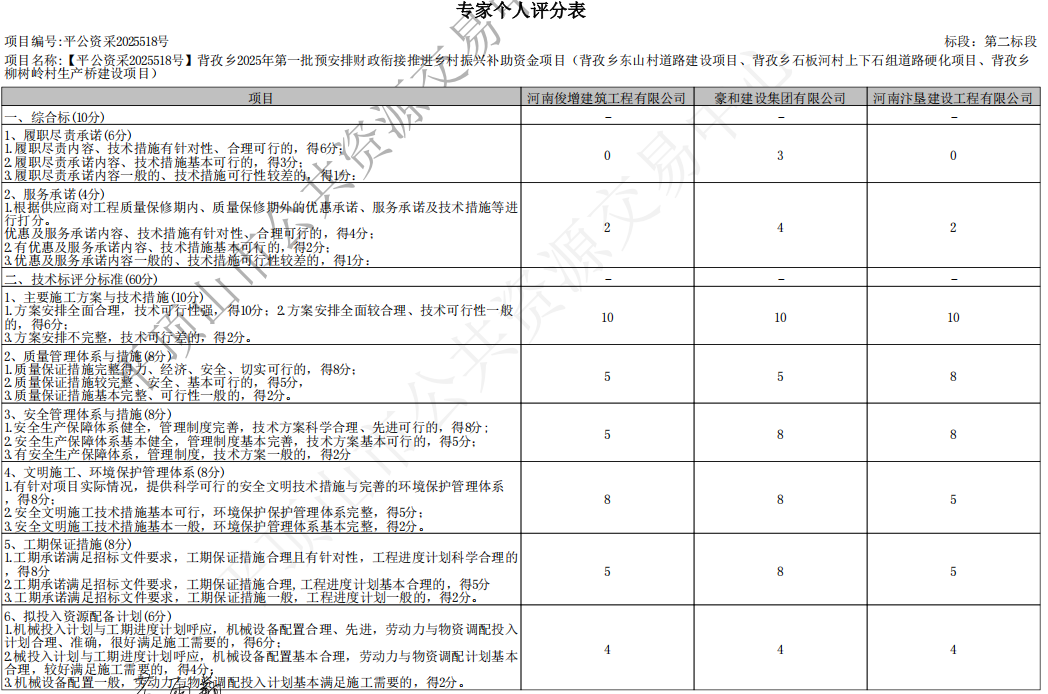 专家个人评分表
项目编号:平公资采2025518号 标段：第二标段
项目名称:【平公资采2025518号】背孜乡2025年第一批预安排财政衔接推进乡村振兴补助资金项目（背孜乡东山村道路建设项目、背孜乡石板河村上下石组道路硬化项目、背孜乡
柳树岭村生产桥建设项目）
项目 河南俊增建筑工程有限公司 豪和建设集团有限公司 河南汴垦建设工程有限公司
一、综合标(10分) - - -
1、履职尽责承诺(6分)
1.履职尽责内容、技术措施有针对性、合理可行的，得6分;
2.履职尽责承诺内容、技术措施基本可行的，得3分;
3.履职尽责承诺内容一般的、技术措施可行性较差的，得1分:
0 3 0
2、服务承诺(4分)
1.根据供应商对工程质量保修期内、质量保修期外的优惠承诺、服务承诺及技术措施等进
行打分。
优惠及服务承诺内容、技术措施有针对性、合理可行的，得4分;
2.有优惠及服务承诺内容、技术措施基本可行的，得2分;
3.优惠及服务承诺内容一般的、技术措施可行性较差的，得1分:
2 4 2
二、技术标评分标准(60分) - - -
1、主要施工方案与技术措施(10分)
1.方案安排全面合理，技术可行性强，得10分; 2.方案安排全面较合理、技术可行性一般
的，得6分;
3.方案安排不完整，技术可行差的，得2分。
10 10 10
2、质量管理体系与措施(8分)
1.质量保证措施完整得力、经济、安全、切实可行的，得8分;
2.质量保证措施较完整、安全、基本可行的，得5分，
3.质量保证措施基本完整、可行性一般的，得2分。
5 5 8
3、安全管理体系与措施(8分)
1.安全生产保障体系健全，管理制度完善，技术方案科学合理、先进可行的，得8分;
2.安全生产保障体系基本健全，管理制度基本完善，技术方案基本可行的，得5分;
3.有安全生产保障体系，管理制度，技术方案一般的，得2分
5 8 8
4、文明施工、环境保护管理体系(8分)
1.有针对项目实际情况，提供科学可行的安全文明技术措施与完善的环境保护管理体系
，得8分;
2.安全文明施工技术措施基本可行，环境保护保护管理体系完整，得5分;
3.安全文明施工技术措施基本一般，环境保护管理体系基本完整，得2分。
8 8 5
5、工期保证措施(8分)
1.工期承诺满足招标文件要求，工期保证措施合理且有针对性，工程进度计划科学合理的
，得8分
2.工期承诺满足招标文件要求，工期保证措施合理,工程进度计划基本合理的，得5分
3.工期承诺满足招标文件要求，工期保证措施一般，工程进度计划一般的，得2分。
5 8 5
6、拟投入资源配备计划(6分)
1.机械投入计划与工期进度计划呼应，机械设备配置合理、先进，劳动力与物资调配投入
计划合理、准确，很好满足施工需要的，得6分;
2.械投入计划与工期进度计划呼应，机械设备配置基本合理，劳动力与物资调配计划基本
合理，较好满足施工需要的，得4分;
3.机械设备配置一般，劳动力与物资调配投入计划基本满足施工需要的，得2分。
4 4 4
平顶山市公共资源交易中心
平顶山市公共资源交易中心